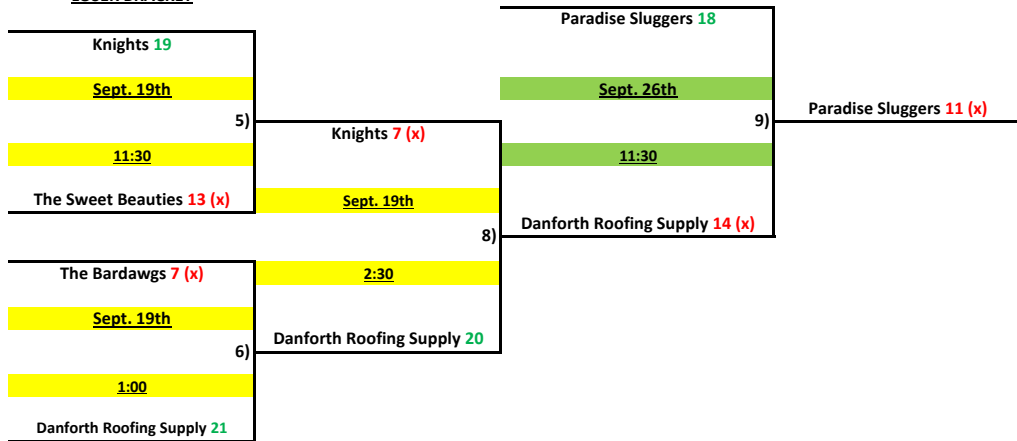 LOSER BRACKET
Paradise Sluggers 18
Knights 19
Sept. 19th
Sept. 26th
Paradise Sluggers 11 (x)
5)
9)
Knights 7 (x)
11:30
11:30
The Sweet Beauties 13 (x)
Sept. 19th
Danforth Roofing Supply 14 (x)
8)
The Bardawgs 7 (x)
2:30
Sept. 19th
Danforth Roofing Supply 20
6)
1:00
Danforth Roofing Supply 21